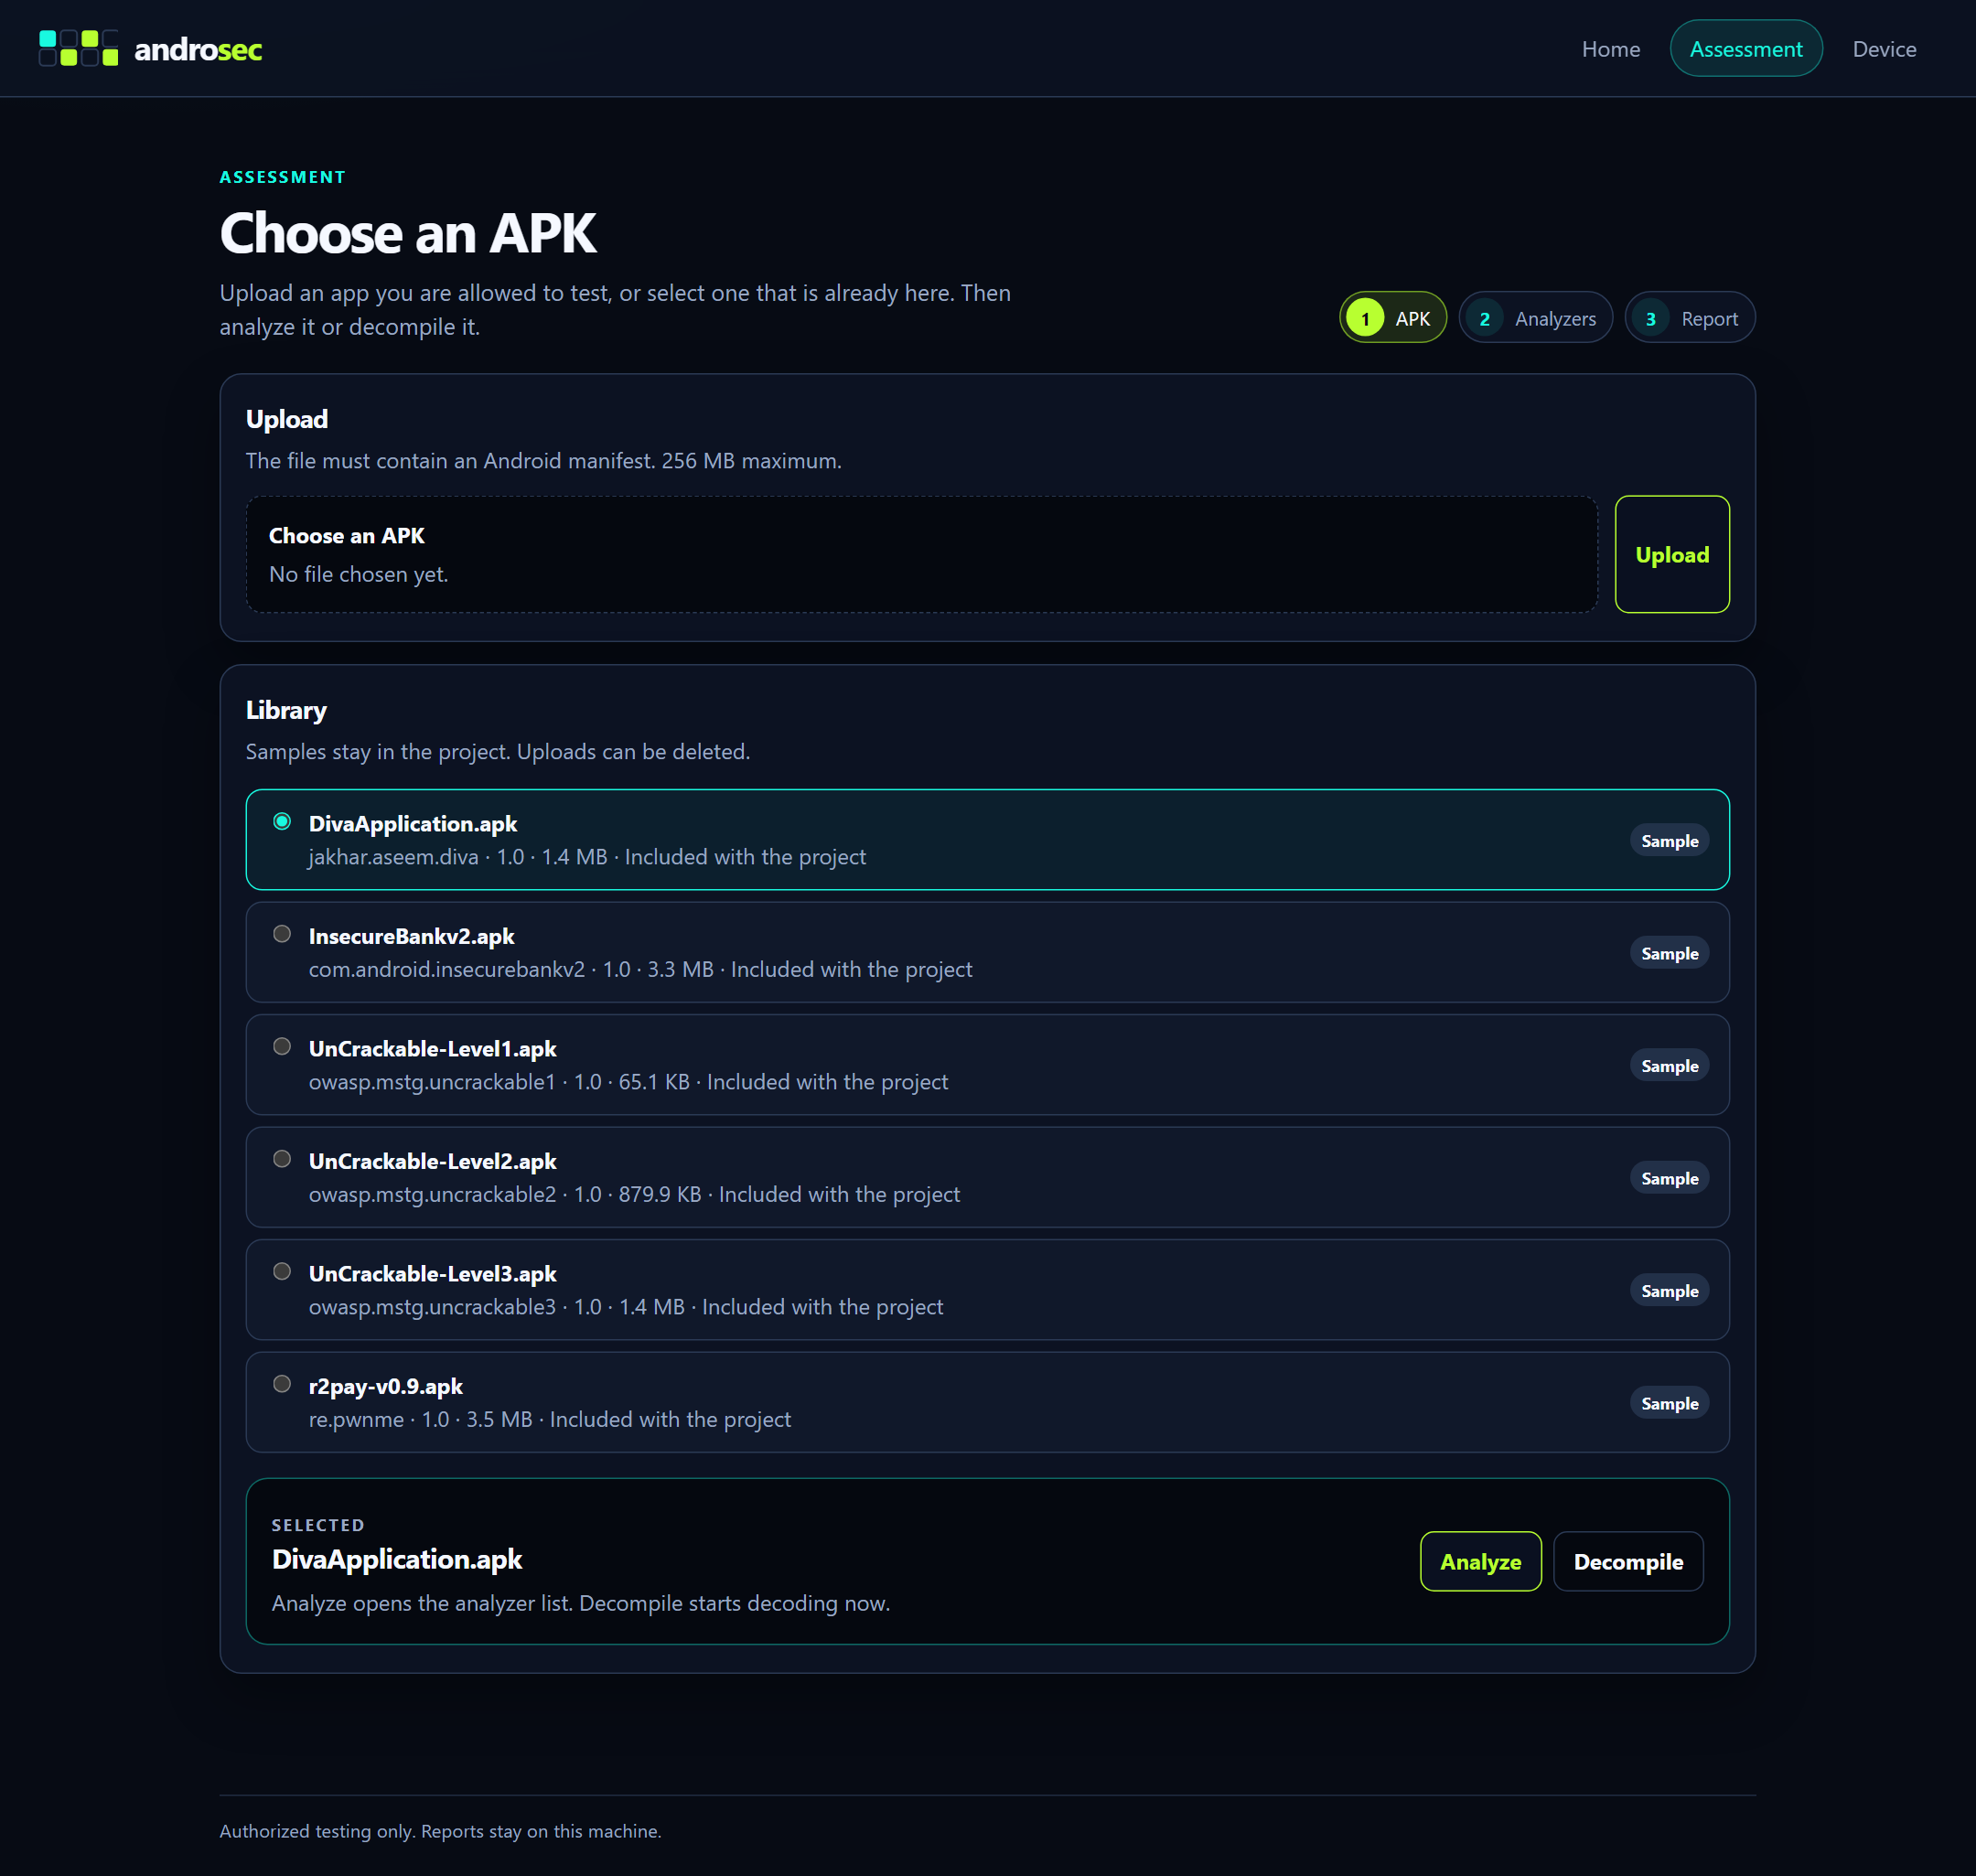 androsec
Home
Assessment
Device
ASSESSMENT
Choose an APK
Upload an app you are allowed to test, or select one that is already here. Then
analyze it or decompile it.
1 APK
2 Analyzers
3 Report
Upload
The file must contain an Android manifest. 256 MB maximum.
Choose an APK
No file chosen yet.
Upload
Library
Samples stay in the project. Uploads can be deleted.
DivaApplication.apk
jakhar.aseem.diva · 1.0 · 1.4 MB · Included with the project
Sample
InsecureBankv2.apk
com.android.insecurebankv2 · 1.0 · 3.3 MB · Included with the project
Sample
UnCrackable-Level1.apk
owasp.mstg.uncrackable1 · 1.0 · 65.1 KB · Included with the project
Sample
UnCrackable-Level2.apk
owasp.mstg.uncrackable2 · 1.0 · 879.9 KB · Included with the project
Sample
UnCrackable-Level3.apk
owasp.mstg.uncrackable3 · 1.0 · 1.4 MB · Included with the project
Sample
r2pay-v0.9.apk
re.pwnme · 1.0 · 3.5 MB · Included with the project
Sample
SELECTED
DivaApplication.apk
Analyze opens the analyzer list. Decompile starts decoding now.
Analyze
Decompile
Authorized testing only. Reports stay on this machine.